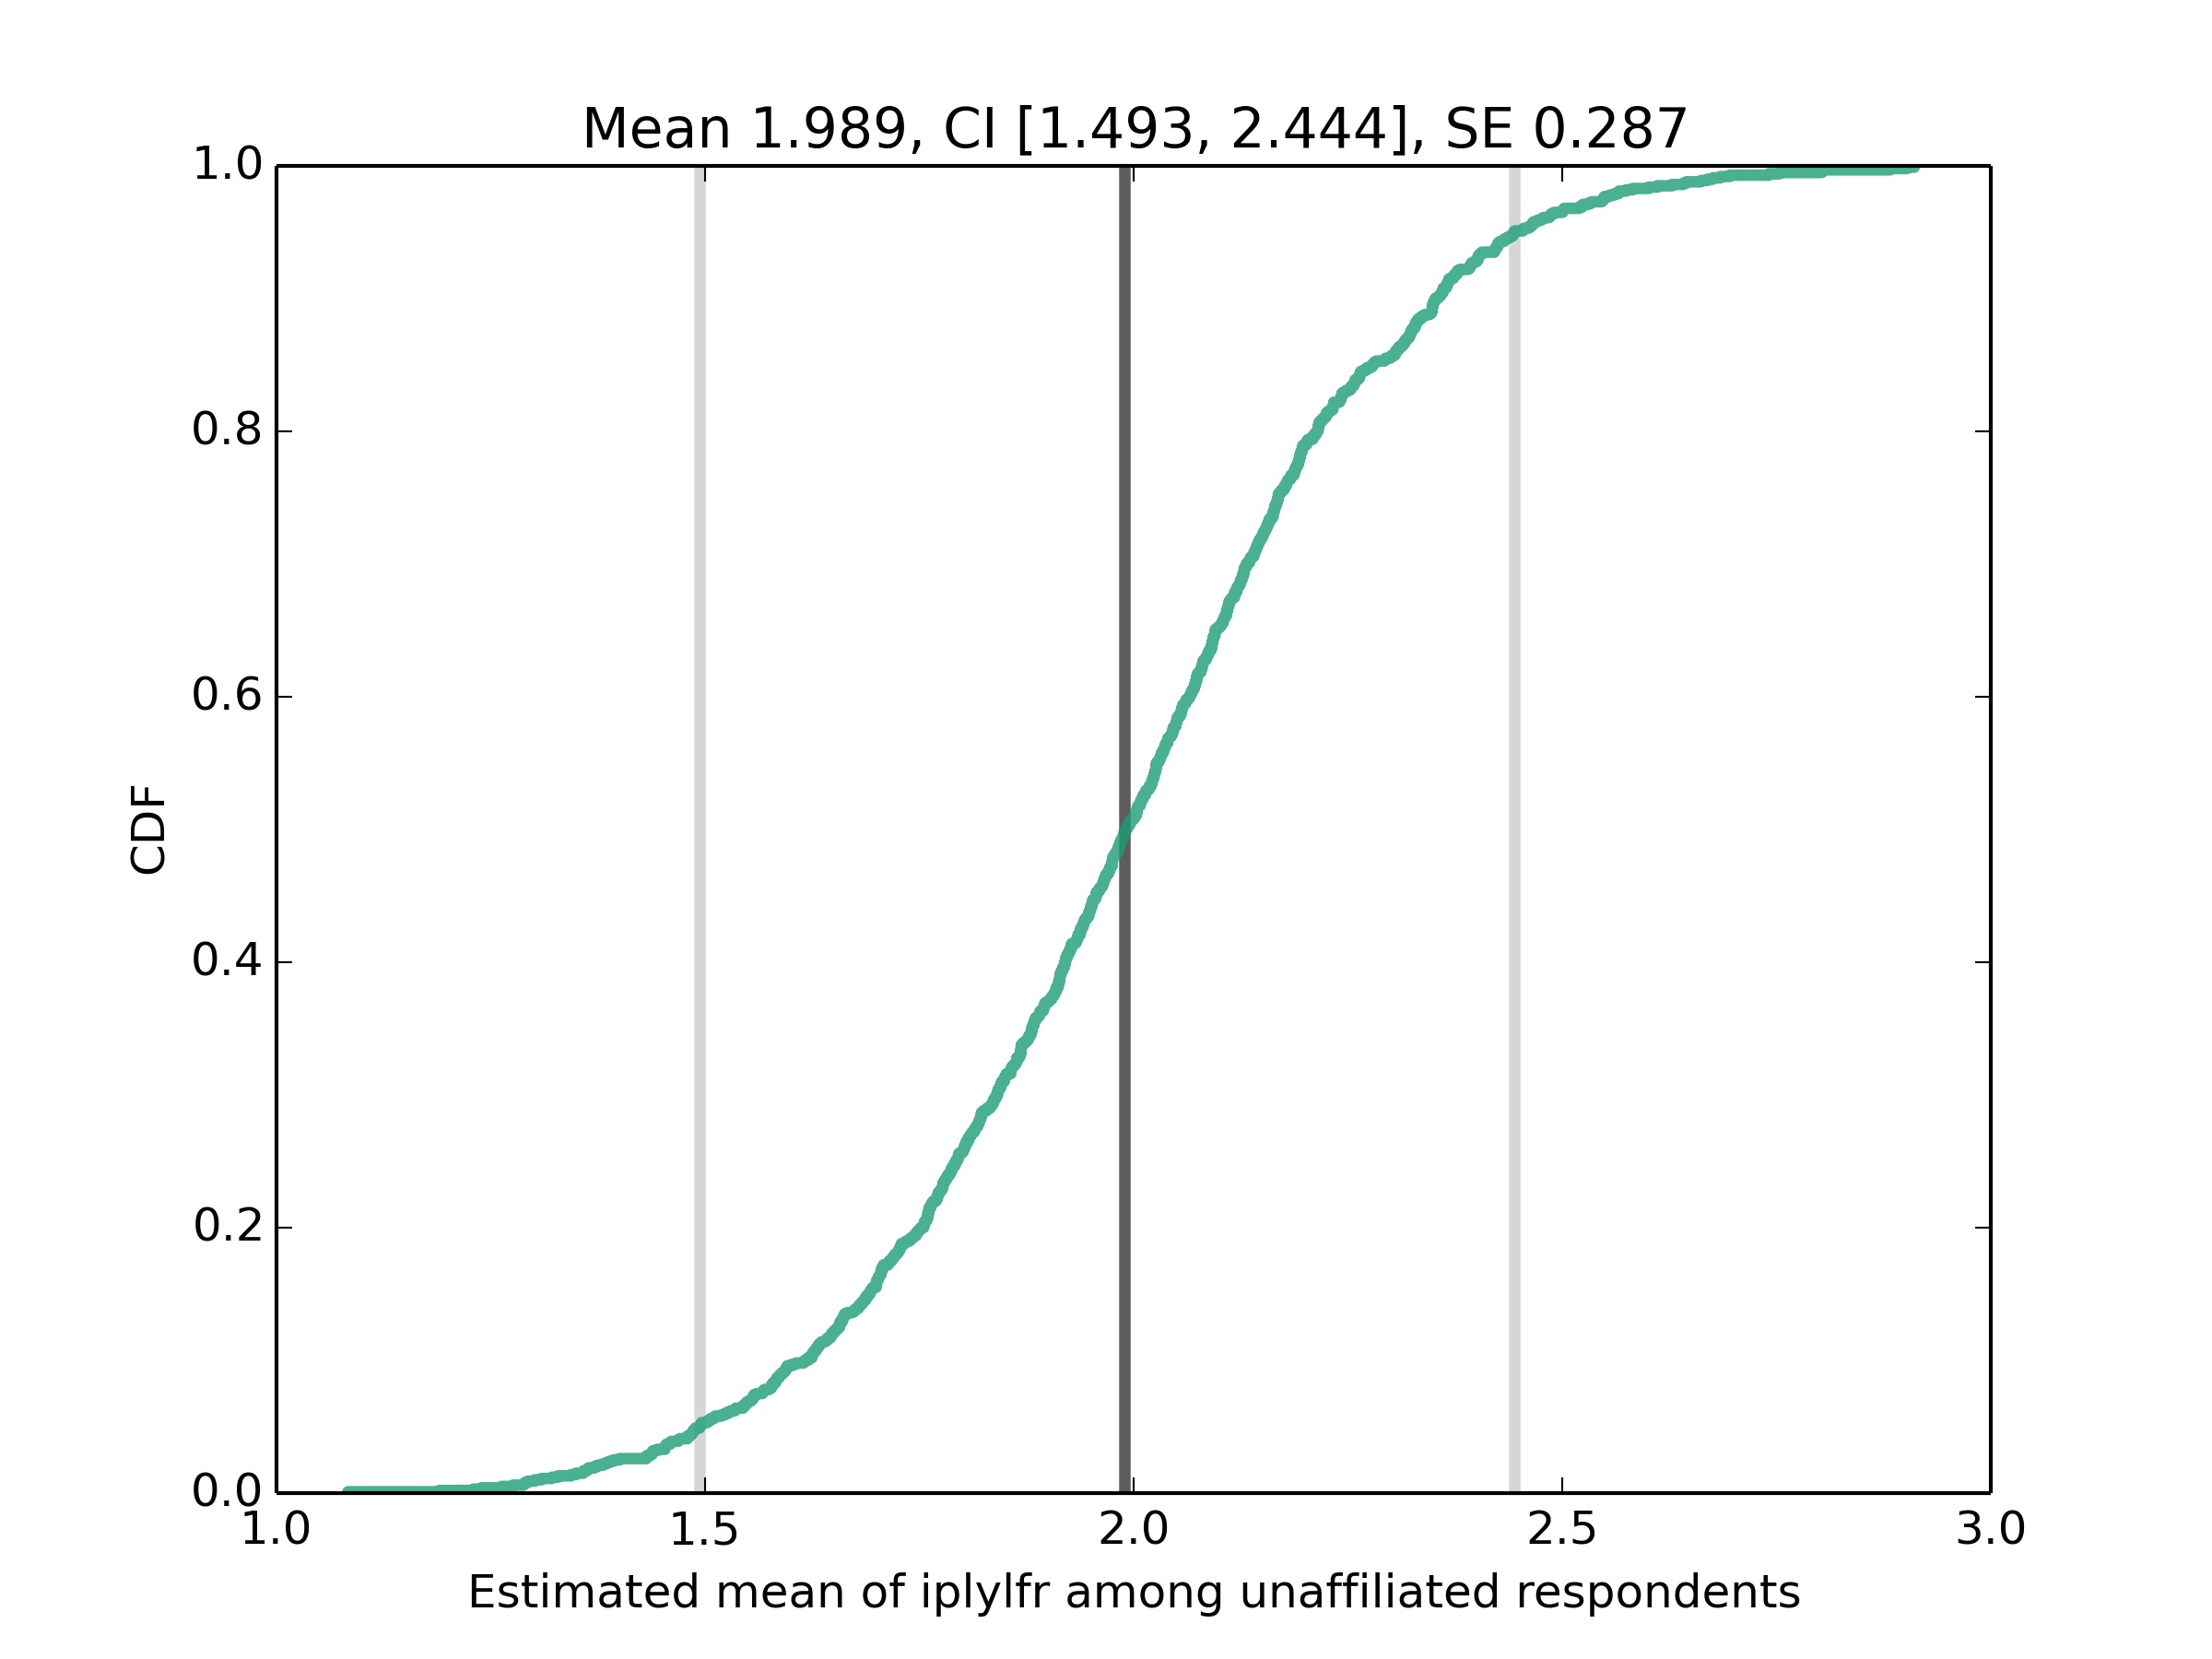 Mean 1.989, CI [1.493, 2.444], SE 0.287
1.0
0.8
0.6
0.4
0.2
0.0
CDF
1.0 1.5 2.0 2.5 3.0
Estimated mean of iplylfr among unaffiliated respondents